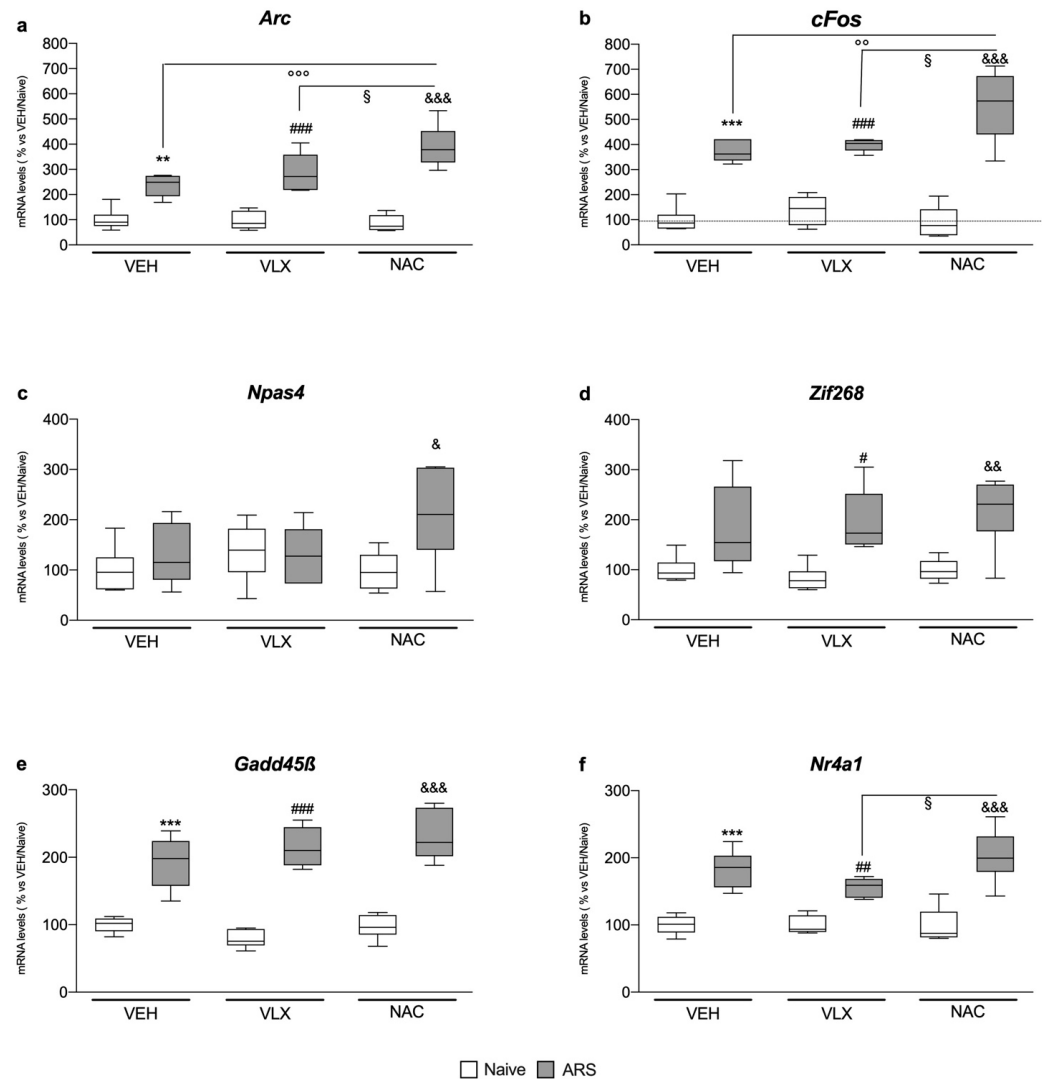 a
Arc
mRNA levels ( % vs VEH/Naive)
800
700
600
500
400
300
200
100
0
**
°°°
###
§
&&&
VEH
VLX
NAC
b
cFos
mRNA levels ( % vs VEH/Naive)
800
700
600
500
400
300
200
100
0
***
°°
###
§
&&&
VEH
VLX
NAC
c
Npas4
mRNA levels ( % vs VEH/Naive)
400
300
200
100
0
&
VEH
VLX
NAC
d
Zif268
mRNA levels ( % vs VEH/Naive)
400
300
200
100
0
#
&&
VEH
VLX
NAC
e
Gadd45ß
mRNA levels ( % vs VEH/Naive)
300
200
100
0
***
###
&&&
VEH
VLX
NAC
f
Nr4a1
mRNA levels ( % vs VEH/Naive)
300
200
100
0
***
##
§
&&&
VEH
VLX
NAC
Naive ARS